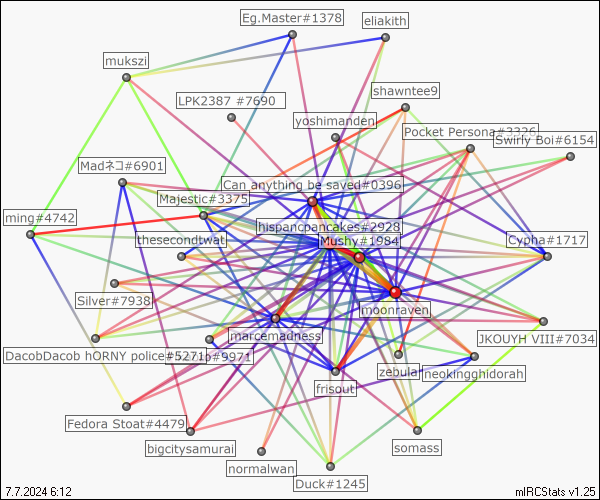 Eg.Master#1378
eliakith
mukszi
LPK2387 #7690
shawntee9
yoshimanden
Pocket Persona#3326
Swirly Boi#6154
Madネコ#6901
Can anything be saved#0396
Majestic#3375
ming#4742
hispancpancakes#2928
thesecondtwat
Mushy#1984
Cypha#1717
Silver#7938
moonraven
marcemadness
JKOUYH VIII#7034
DacobDacob hORNY police#5271
p#9971
zebular
neokingghidorah
frisout
Fedora Stoat#4479
bigcitysamurai
somass
normalwan
Duck#1245
7.7.2024 6:12
mIRCStats v1.25